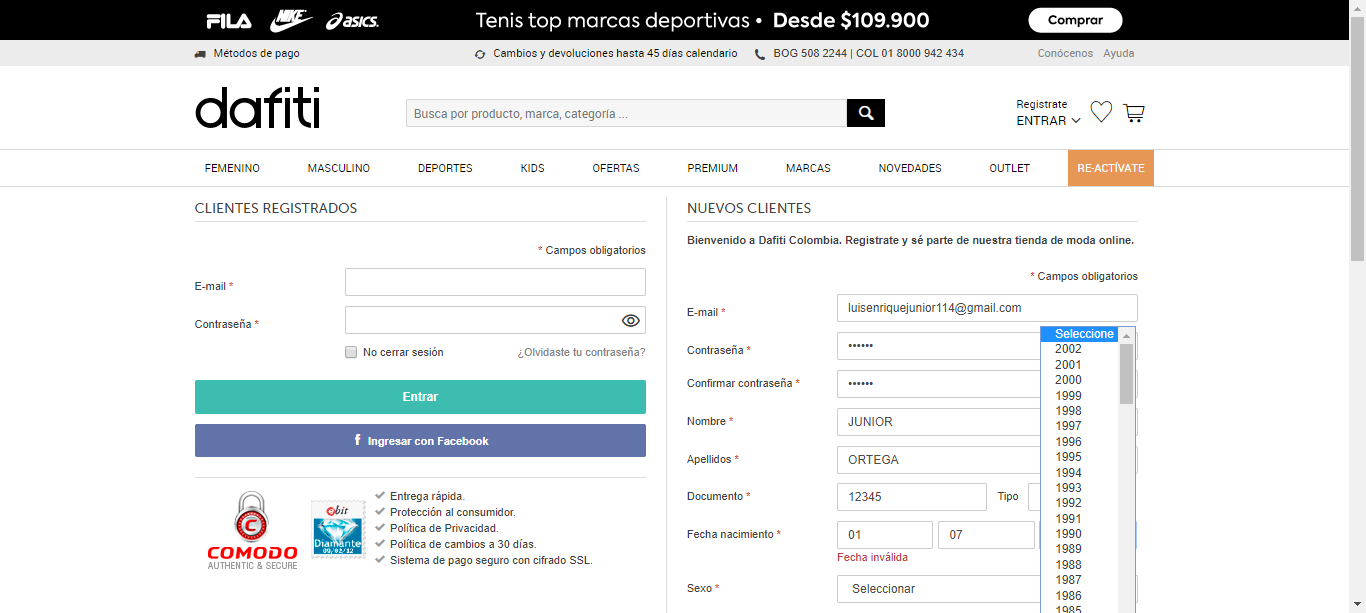 FILA NIKE asics. Tenis top marcas deportivas • Desde $109.900 Comprar
Métodos de pago Cambios y devoluciones hasta 45 días calendario BOG 508 2244 | COL 01 8000 942 434 Conócenos Ayuda
dafiti
Busca por producto, marca, categoría ...
Registrate
ENTRAR
FEMENINO MASCULINO DEPORTES KIDS OFERTAS PREMIUM MARCAS NOVEDADES OUTLET RE-ACTÍVATE
CLIENTES REGISTRADOS
* Campos obligatorios
E-mail *
Contraseña *
No cerrar sesión ¿Olvidaste tu contraseña?
Entrar
f Ingresar con Facebook
COMODO
AUTHENTIC & SECURE
ebit
Diamante
09/02/12
Entrega rápida.
Protección al consumidor.
Política de Privacidad.
Política de cambios a 30 días.
Sistema de pago seguro con cifrado SSL.
NUEVOS CLIENTES
Bienvenido a Dafiti Colombia. Registrate y sé parte de nuestra tienda de moda online.
* Campos obligatorios
E-mail * luisenriquejunior114@gmail.com
Contraseña * ••••••
Confirmar contraseña * ••••••
Nombre * JUNIOR
Apellidos * ORTEGA
Documento * 12345 Tipo
Fecha nacimiento * 01 07
Fecha inválida
Sexo * Seleccionar
Seleccione
2002
2001
2000
1999
1998
1997
1996
1995
1994
1993
1992
1991
1990
1989
1988
1987
1986
1985